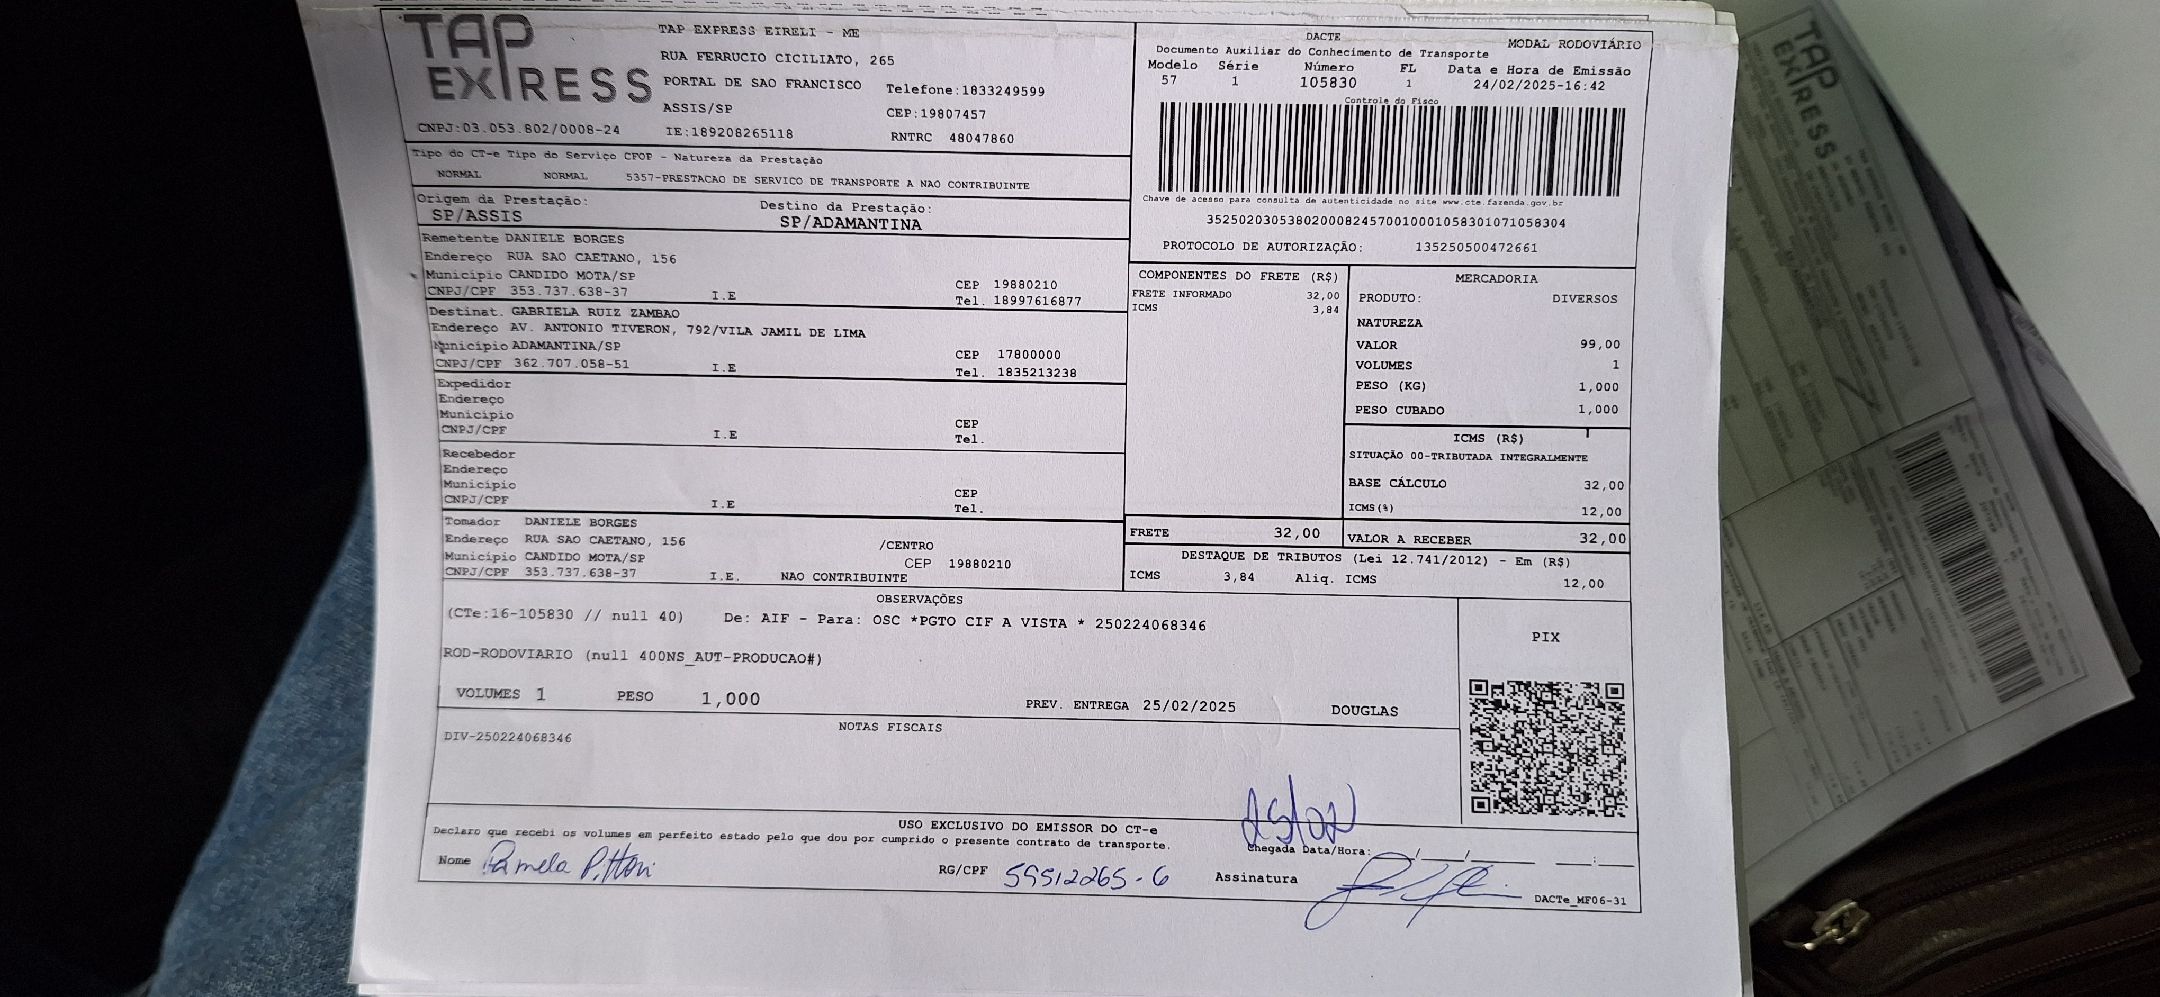 TAP EXPRESS
TAP EXPRESS EIRELI - ME
RUA FERRUCIO CICILIATO, 265
PORTAL DE SAO FRANCISCO Telefone:1833249599
ASSIS/SP CEP:19807457
CNPJ:03.053.802/0008-24 IE:189208265118 RNTRC 48047860
DACTE
MODAL RODOVIÁRIO
Documento Auxiliar do Conhecimento de Transporte
Modelo Série Número FL Data e Hora de Emissão
57 1 105830 1 24/02/2025-16:42
Controle do Fisco
Chave de acesso para consulta de autenticidade no site www.cte.fazenda.gov.br
35250203053802000824570010001058301071058304
PROTOCOLO DE AUTORIZAÇÃO: 135250500472661
Tipo do CT-e Tipo do Serviço CFOP - Natureza da Prestação
NORMAL NORMAL 5357-PRESTACAO DE SERVICO DE TRANSPORTE A NAO CONTRIBUINTE
Origem da Prestação: Destino da Prestação:
SP/ASSIS SP/ADAMANTINA
Remetente DANIELE BORGES
Endereço RUA SAO CAETANO, 156
Município CANDIDO MOTA/SP CEP 19880210
CNPJ/CPF 353.737.638-37 I.E Tel. 18997616877
Destinat. GABRIELA RUIZ ZAMBAO
Endereço AV. ANTONIO TIVERON, 792/VILA JAMIL DE LIMA
Município ADAMANTINA/SP CEP 17800000
CNPJ/CPF 362.707.058-51 I.E Tel. 1835213238
Expedidor
Endereço
Município CEP
CNPJ/CPF I.E Tel.
Recebedor
Endereço
Município CEP
CNPJ/CPF I.E Tel.
Tomador DANIELE BORGES
Endereço RUA SAO CAETANO, 156 /CENTRO
Município CANDIDO MOTA/SP CEP 19880210
CNPJ/CPF 353.737.638-37 I.E. NAO CONTRIBUINTE
COMPONENTES DO FRETE (R$)
FRETE INFORMADO 32,00
ICMS 3,84
FRETE 32,00
MERCADORIA
PRODUTO: DIVERSOS
NATUREZA
VALOR 99,00
VOLUMES 1
PESO (KG) 1,000
PESO CUBADO 1,000
ICMS (R$)
SITUAÇÃO 00-TRIBUTADA INTEGRALMENTE
BASE CÁLCULO 32,00
ICMS(%) 12,00
VALOR A RECEBER 32,00
DESTAQUE DE TRIBUTOS (Lei 12.741/2012) - Em (R$)
ICMS 3,84 Aliq. ICMS 12,00
OBSERVAÇÕES
(CTe:16-105830 // null 40) De: AIF - Para: OSC *PGTO CIF A VISTA * 250224068346
ROD-RODOVIARIO (null 400NS_AUT-PRODUCAO#)
VOLUMES 1 PESO 1,000 PREV. ENTREGA 25/02/2025 DOUGLAS
PIX
NOTAS FISCAIS
DIV-250224068346
USO EXCLUSIVO DO EMISSOR DO CT-e
Declaro que recebi os volumes em perfeito estado pelo que dou por cumprido o presente contrato de transporte.
25/02
Chegada Data/Hora: __/__/____ __:__
Nome Pamela RG/CPF 59512265-6 Assinatura
DACTe_MF06-31
TAP EXPRESS